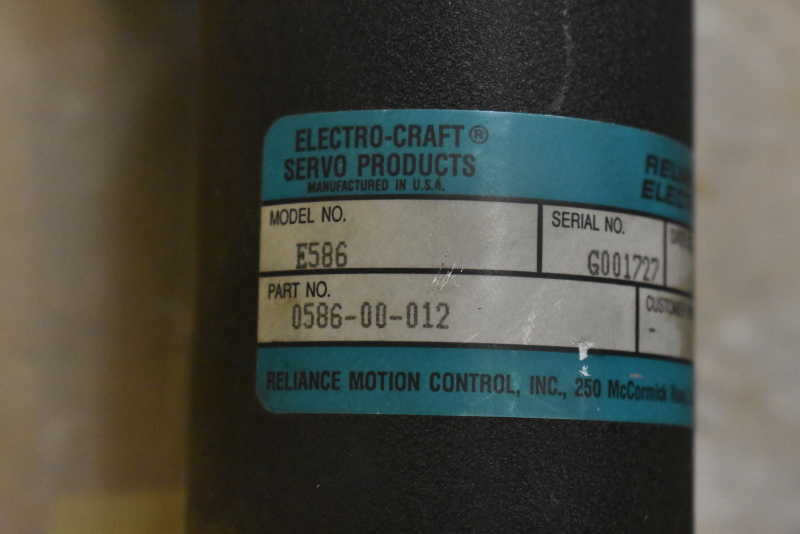 ELECTRO-CRAFT®
SERVO PRODUCTS
MANUFACTURED IN U.S.A.
MODEL NO.
E586
SERIAL NO.
G001727
PART NO.
0586-00-012
-
RELIANCE MOTION CONTROL, INC., 250 McCormick Road